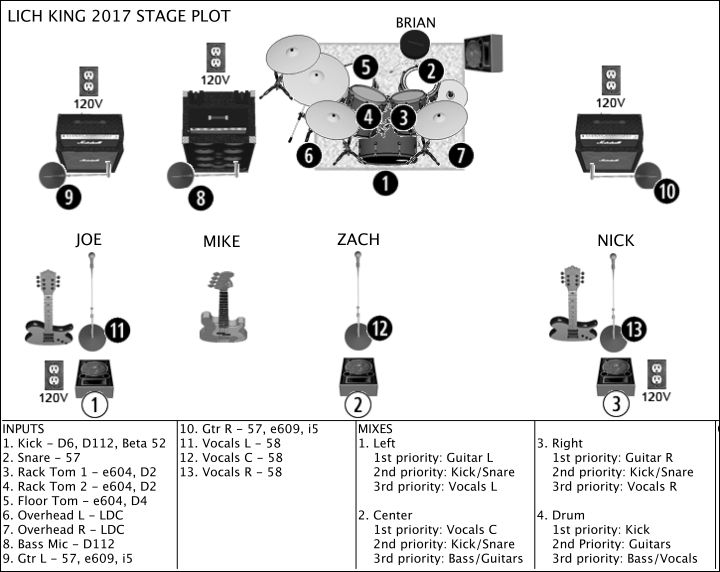 LICH KING 2017 STAGE PLOT
BRIAN
120V
120V
120V
5
2
4
3
6
7
1
9
8
10
JOE
MIKE
ZACH
NICK
11
12
13
120V
1
2
3
120V
INPUTS
1. Kick - D6, D112, Beta 52
2. Snare - 57
3. Rack Tom 1 - e604, D2
4. Rack Tom 2 - e604, D2
5. Floor Tom - e604, D4
6. Overhead L - LDC
7. Overhead R - LDC
8. Bass Mic - D112
9. Gtr L - 57, e609, i5
10. Gtr R - 57, e609, i5
11. Vocals L - 58
12. Vocals C - 58
13. Vocals R - 58
MIXES
1. Left
1st priority: Guitar L
2nd priority: Kick/Snare
3rd priority: Vocals L
2. Center
1st priority: Vocals C
2nd priority: Kick/Snare
3rd priority: Bass/Guitars
3. Right
1st priority: Guitar R
2nd priority: Kick/Snare
3rd priority: Vocals R
4. Drum
1st priority: Kick
2nd Priority: Guitars
3rd priority: Bass/Vocals